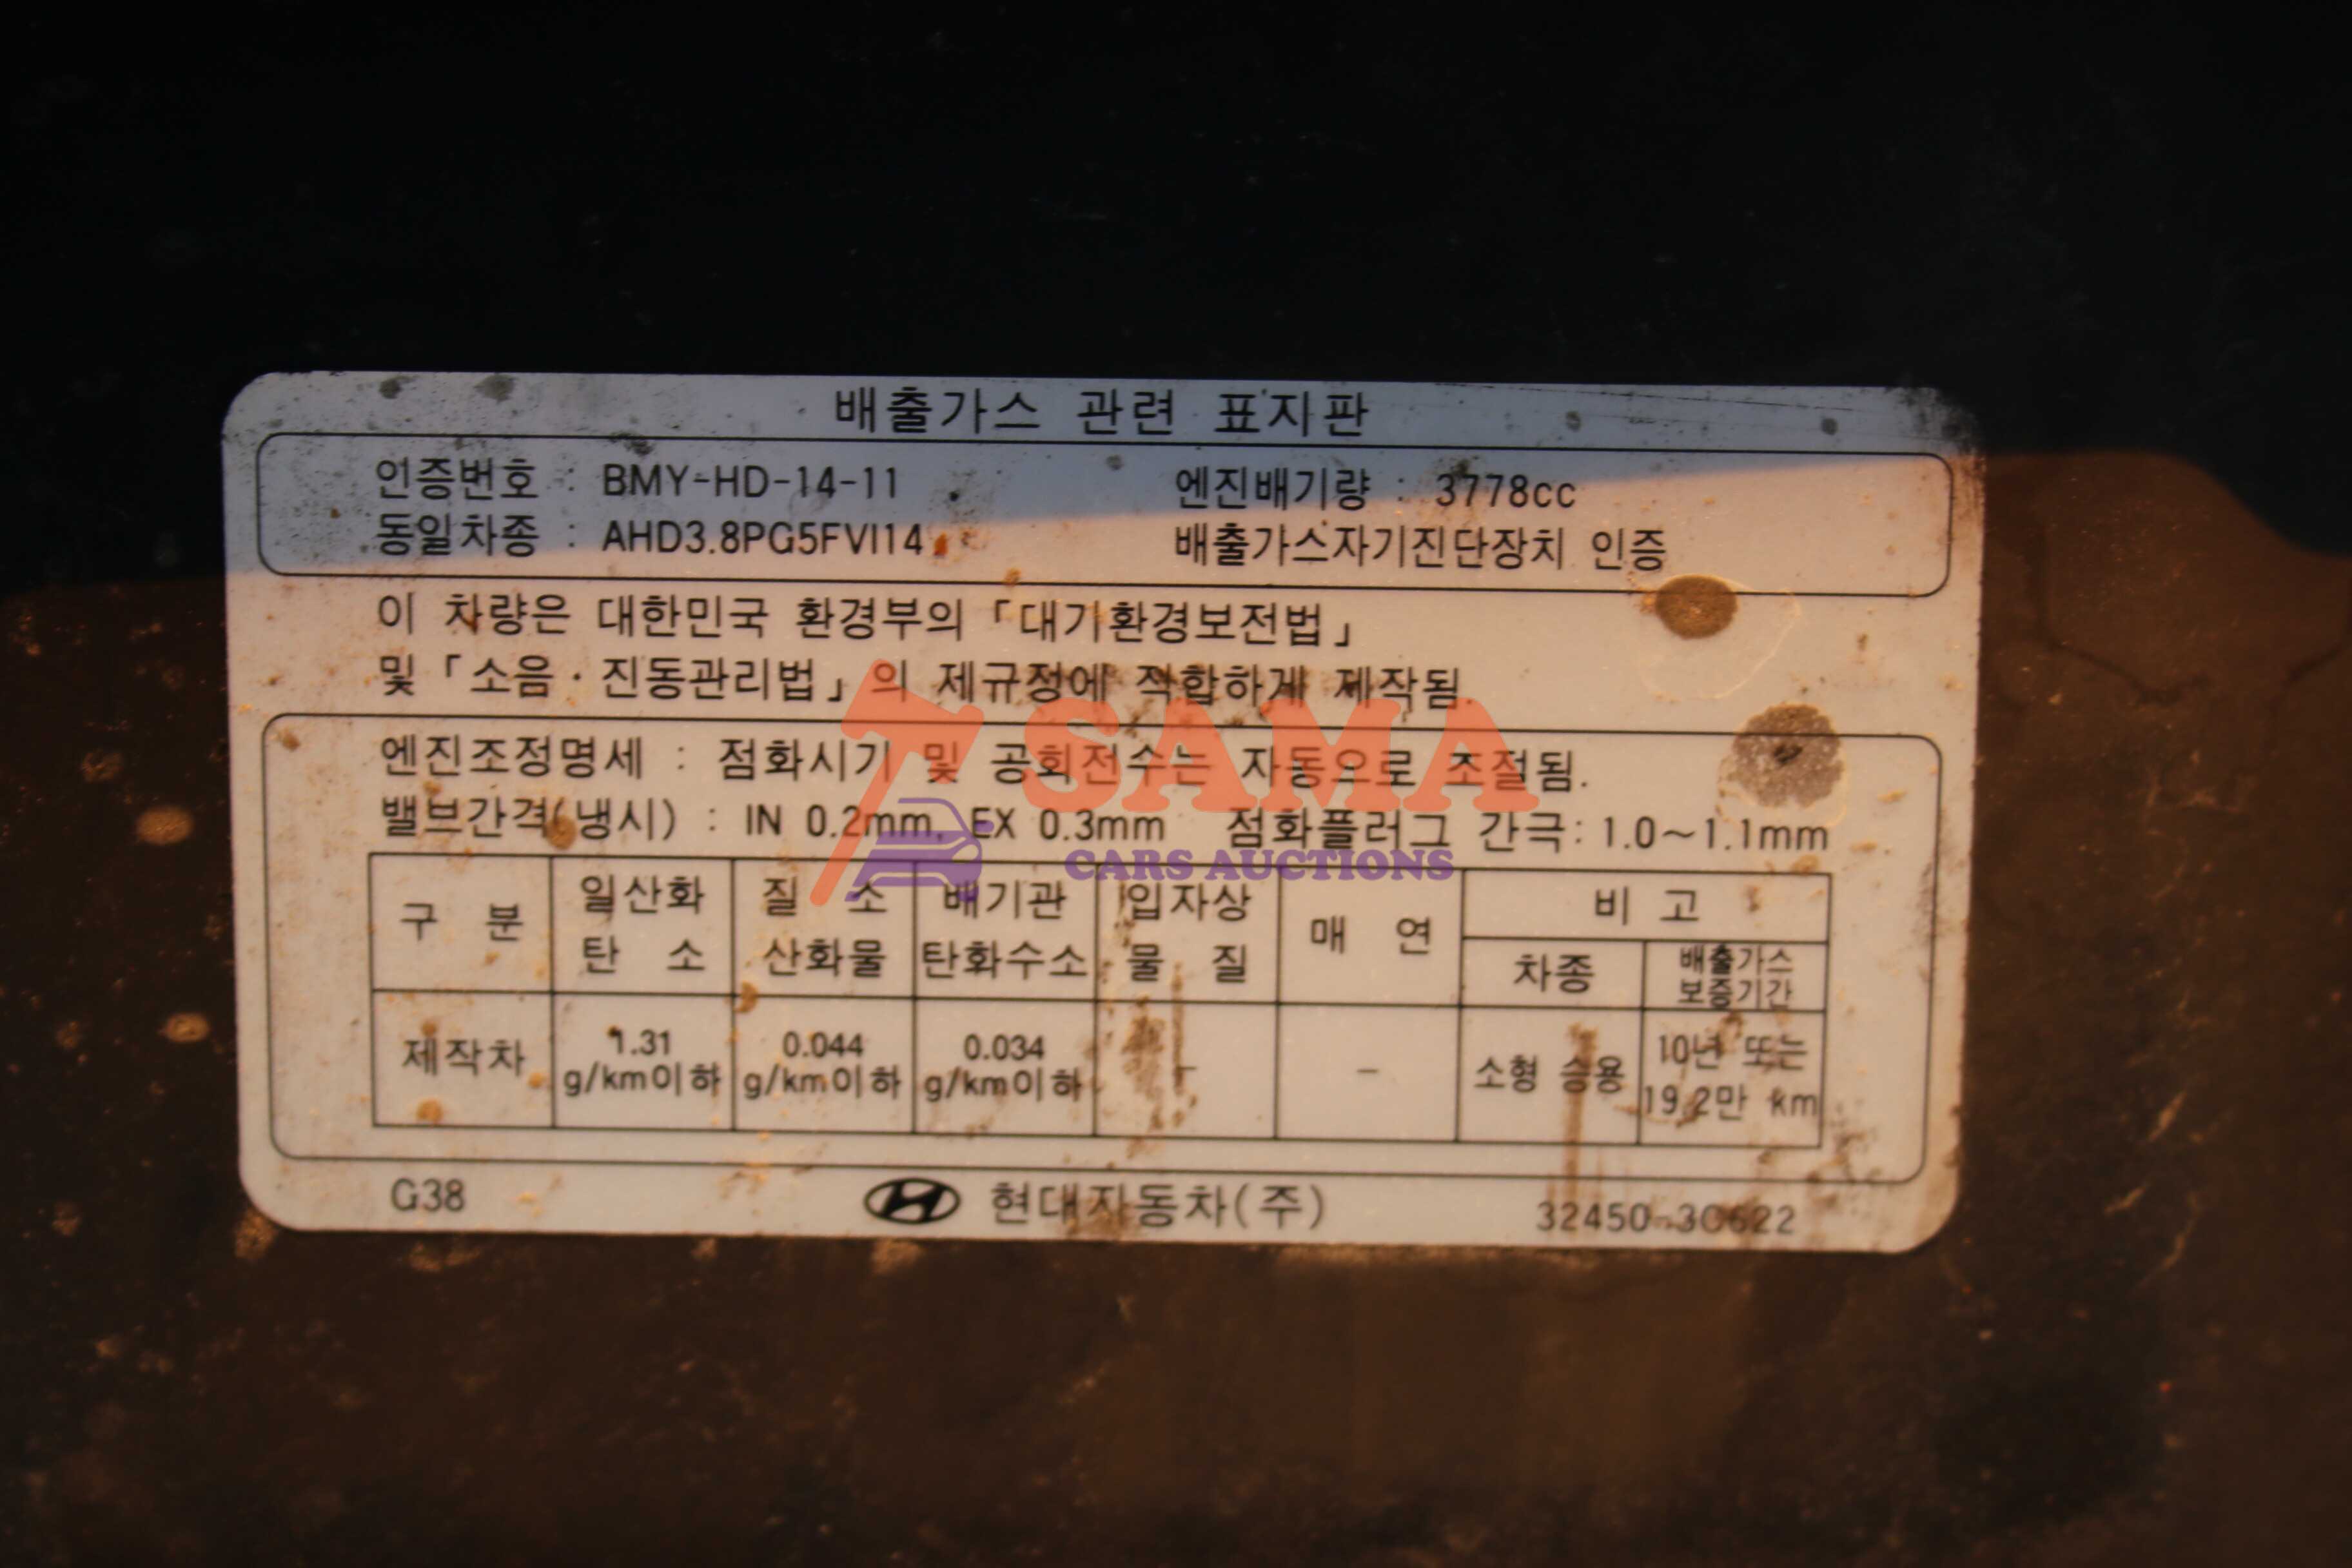 배출가스 관련 표지판
인증번호 : BMY-HD-14-11 엔진배기량 : 3778cc
동일차종 : AHD3.8PG5FVI14 배출가스자기진단장치 인증
이 차량은 대한민국 환경부의 「대기환경보전법」
및 「소음·진동관리법」의 제규정에 적합하게 제작됨.
SAMA
엔진조정명세 : 점화시기 및 공회전수는 자동으로 조절됨.
밸브간격(냉시) : IN 0.2mm, EX 0.3mm 점화플러그 간극: 1.0~1.1mm
CARS AUCTIONS
구 분 일산화 탄 소 질 소 산화물 배기관 탄화수소 입자상 물 질 매 연 비 고
차종 배출가스 보증기간
제작차 1.31 g/km이하 0.044 g/km이하 0.034 g/km이하 - - 소형 승용 10년 또는 19.2만 km
G38 현대자동차(주) 32450-3C622